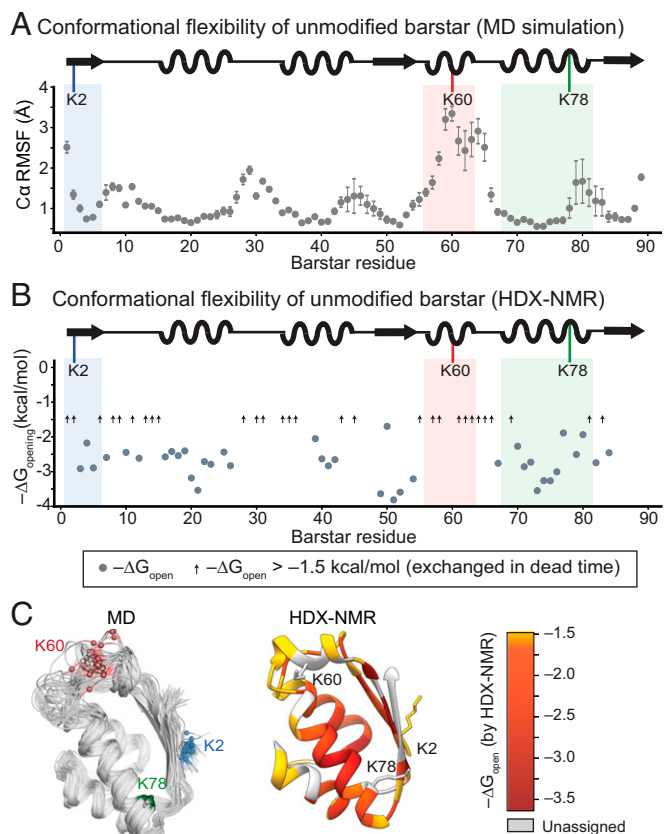 A Conformational flexibility of unmodified barstar (MD simulation)
K2
K60
K78
Cα RMSF (Å)
4
3
2
1
0 10 20 30 40 50 60 70 80 90
Barstar residue
B Conformational flexibility of unmodified barstar (HDX-NMR)
K2
K60
K78
−ΔGopening(kcal/mol)
0
-1
-2
-3
-4
0 10 20 30 40 50 60 70 80 90
Barstar residue
−ΔGopen ↑ −ΔGopen > −1.5 kcal/mol (exchanged in dead time)
C MD HDX-NMR
K60
K2
K78
K60
K2
K78
−ΔGopen (by HDX-NMR)
−1.5
−2.0
−2.5
−3.0
−3.5
Unassigned